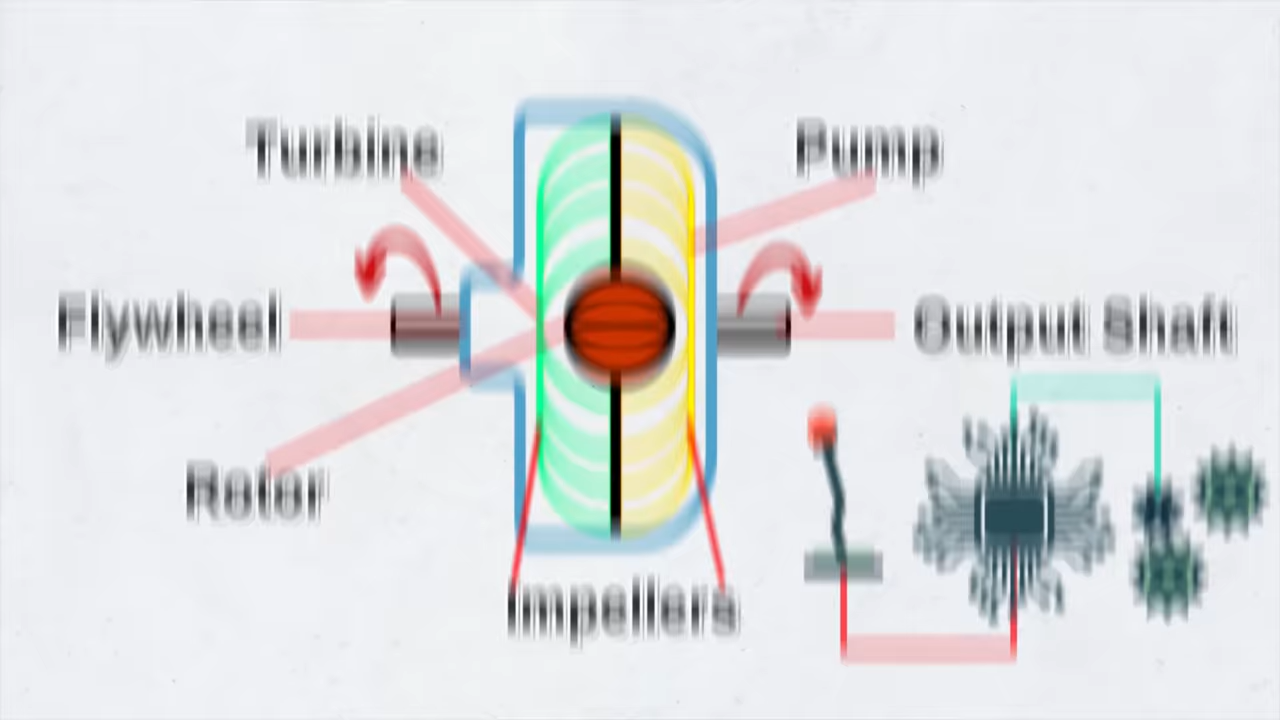 Turbine
Pump
Flywheel
Output Shaft
Rotor
Impellers